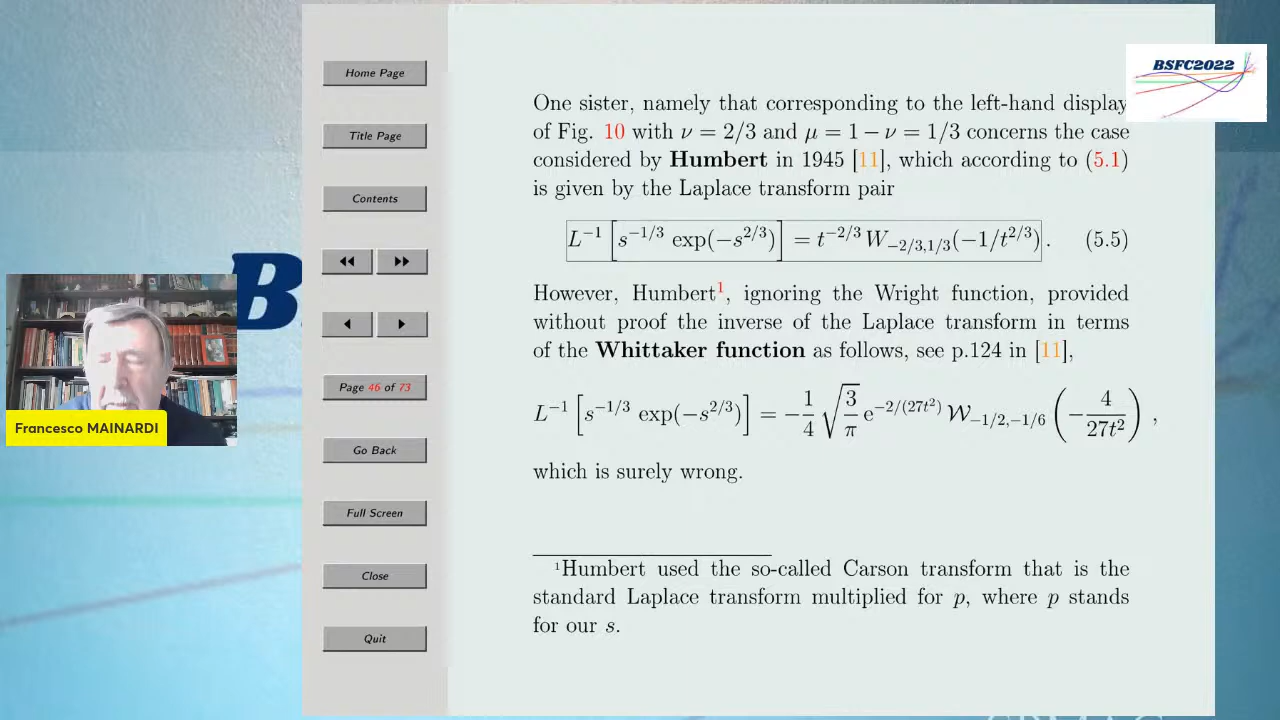 Home Page
Title Page
Contents
Page 46 of 73
Go Back
Full Screen
Close
Quit
One sister, namely that corresponding to the left-hand display
of Fig. 10 with ν = 2/3 and μ = 1 − ν = 1/3 concerns the case
considered by Humbert in 1945 [11], which according to (5.1)
is given by the Laplace transform pair
L⁻¹ [s^{−1/3} exp(−s^{2/3})] = t^{−2/3} W_{−2/3,1/3}(−1/t^{2/3}) . (5.5)
However, Humbert¹, ignoring the Wright function, provided
without proof the inverse of the Laplace transform in terms
of the Whittaker function as follows, see p.124 in [11],
L⁻¹ [s^{−1/3} exp(−s^{2/3})] = −1/4 √(3/π) e^{−2/(27t²)} 𝒲_{−1/2,−1/6} (−4/(27t²)) ,
which is surely wrong.
¹Humbert used the so-called Carson transform that is the
standard Laplace transform multiplied for p, where p stands
for our s.
BSFC2022
Francesco MAINARDI